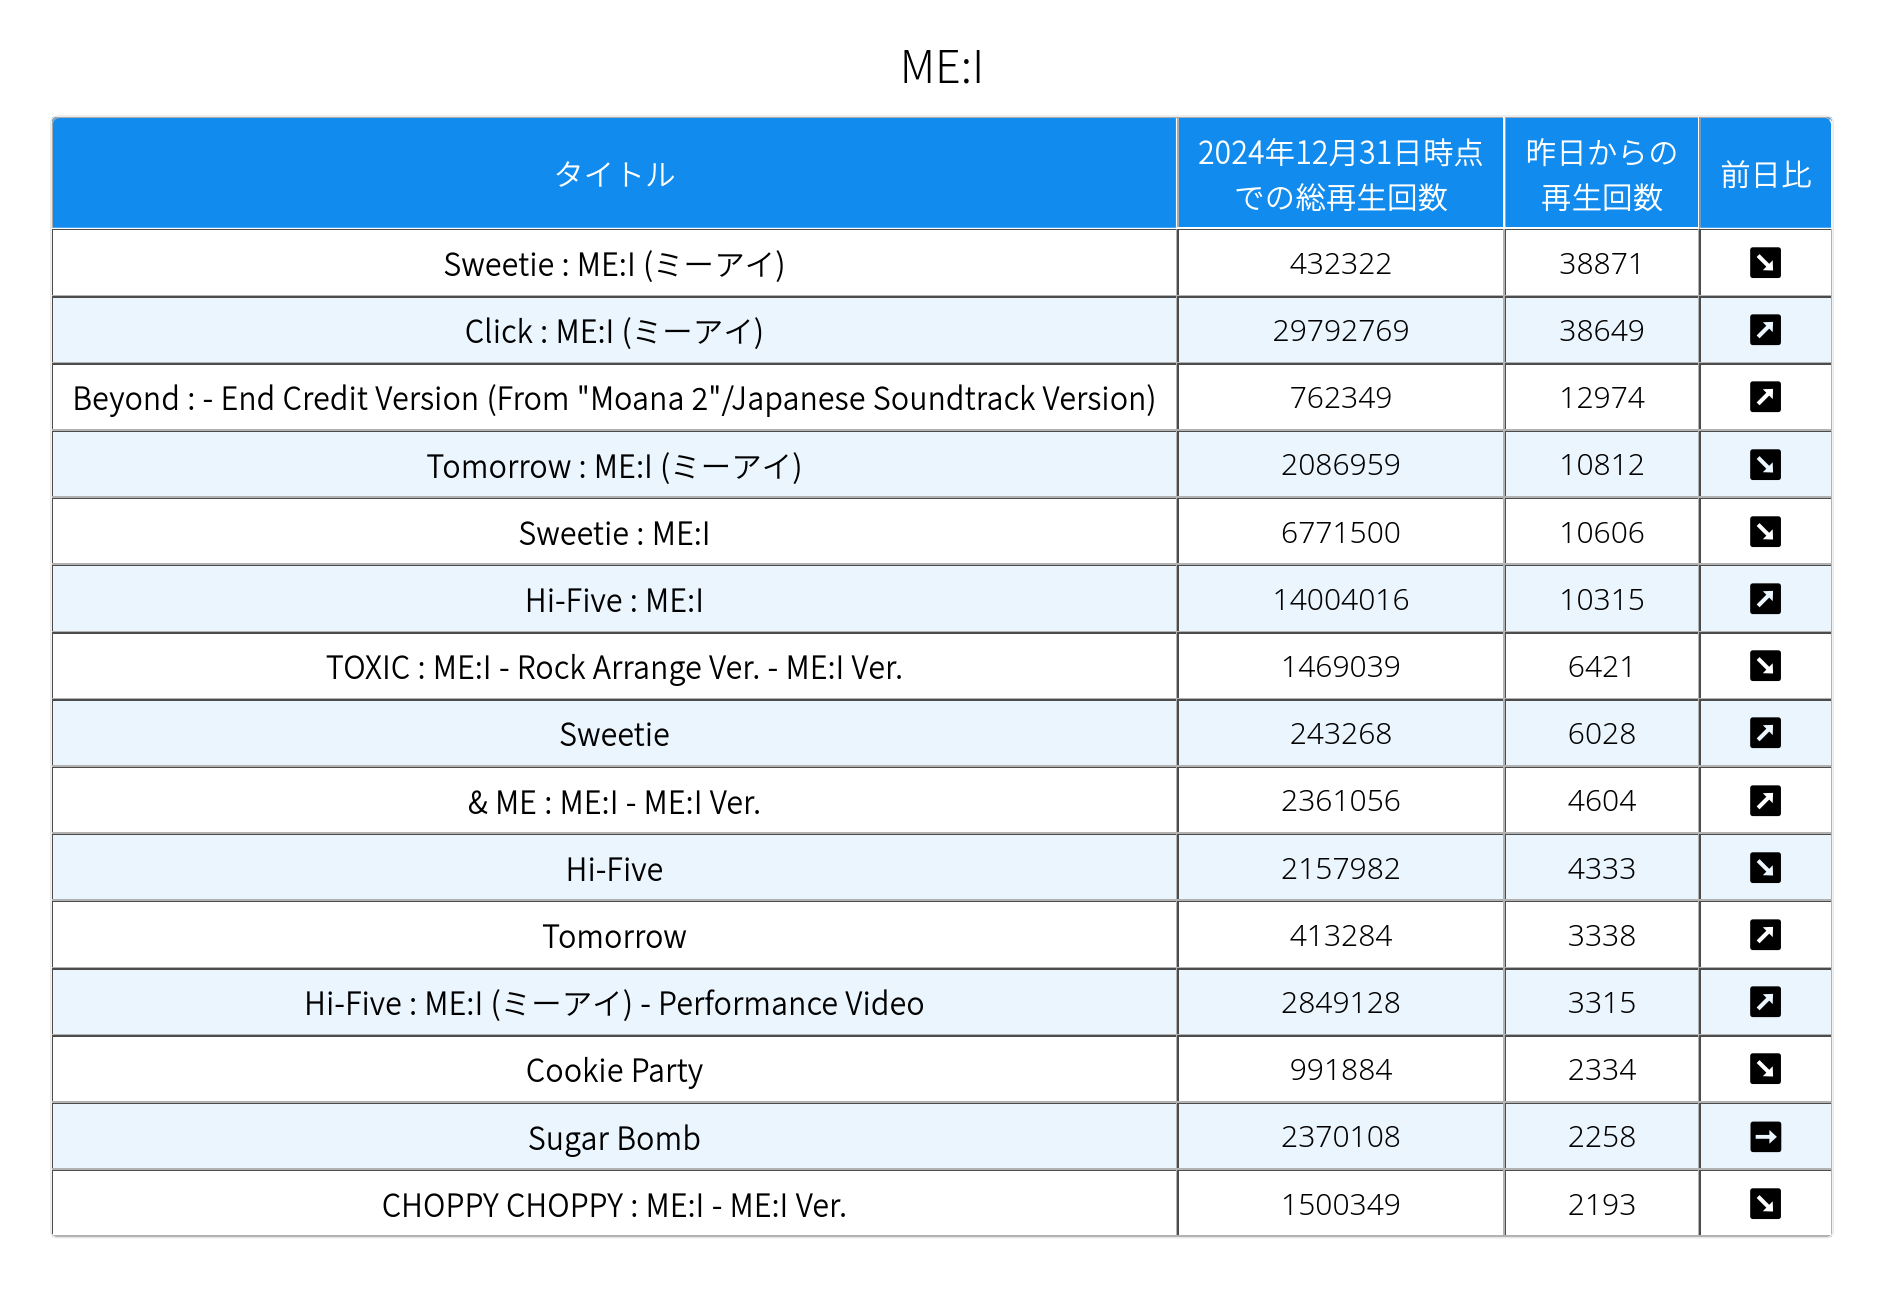 ME:I
タイトル
2024年12月31日時点
での総再生回数
昨日からの
再生回数
前日比
Sweetie : ME:I (ミーアイ) 432322 38871 ↘
Click : ME:I (ミーアイ) 29792769 38649 ↗
Beyond : - End Credit Version (From "Moana 2"/Japanese Soundtrack Version) 762349 12974 ↗
Tomorrow : ME:I (ミーアイ) 2086959 10812 ↘
Sweetie : ME:I 6771500 10606 ↘
Hi-Five : ME:I 14004016 10315 ↗
TOXIC : ME:I - Rock Arrange Ver. - ME:I Ver. 1469039 6421 ↘
Sweetie 243268 6028 ↗
& ME : ME:I - ME:I Ver. 2361056 4604 ↗
Hi-Five 2157982 4333 ↘
Tomorrow 413284 3338 ↗
Hi-Five : ME:I (ミーアイ) - Performance Video 2849128 3315 ↗
Cookie Party 991884 2334 ↘
Sugar Bomb 2370108 2258 →
CHOPPY CHOPPY : ME:I - ME:I Ver. 1500349 2193 ↘